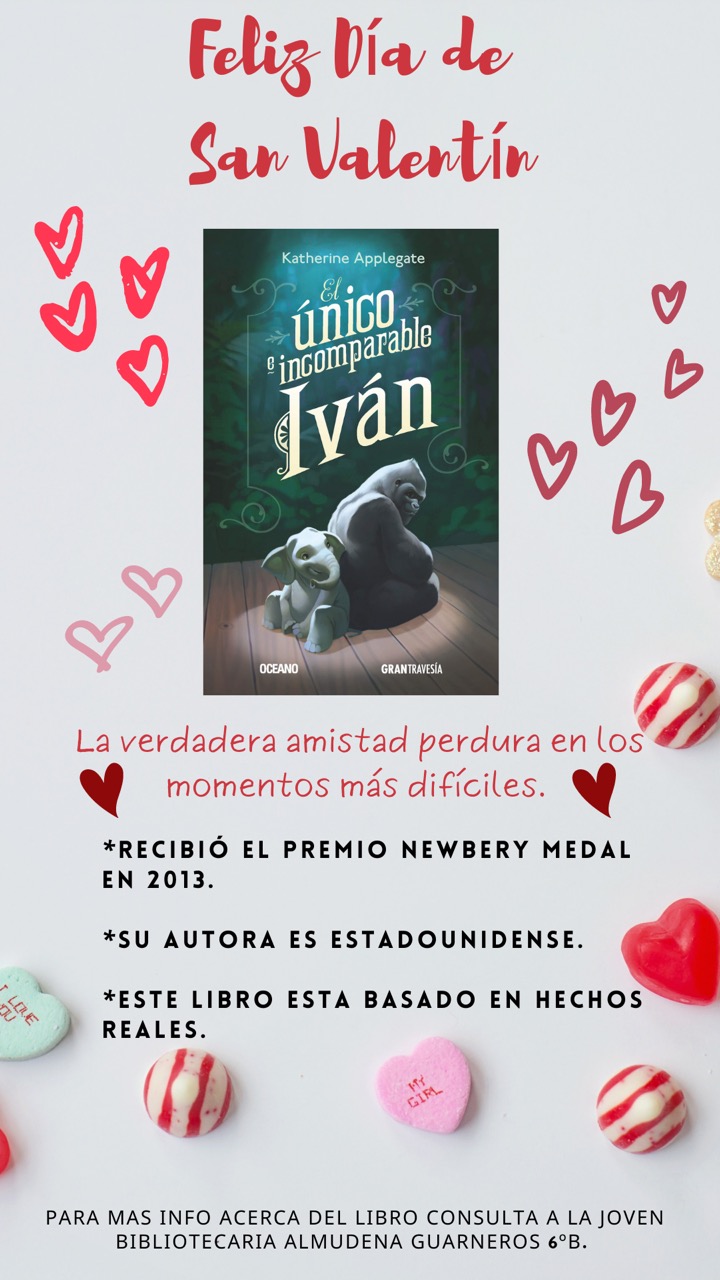 Feliz Día de
San Valentín
Katherine Applegate
El
único
e incomparable
Iván
OCEANO GRANTRAVESÍA
La verdadera amistad perdura en los
momentos más difíciles.
*RECIBIÓ EL PREMIO NEWBERY MEDAL
EN 2013.
*SU AUTORA ES ESTADOUNIDENSE.
*ESTE LIBRO ESTA BASADO EN HECHOS
REALES.
I LOVE
YOU
MY
GIRL
PARA MAS INFO ACERCA DEL LIBRO CONSULTA A LA JOVEN
BIBLIOTECARIA ALMUDENA GUARNEROS 6ºB.